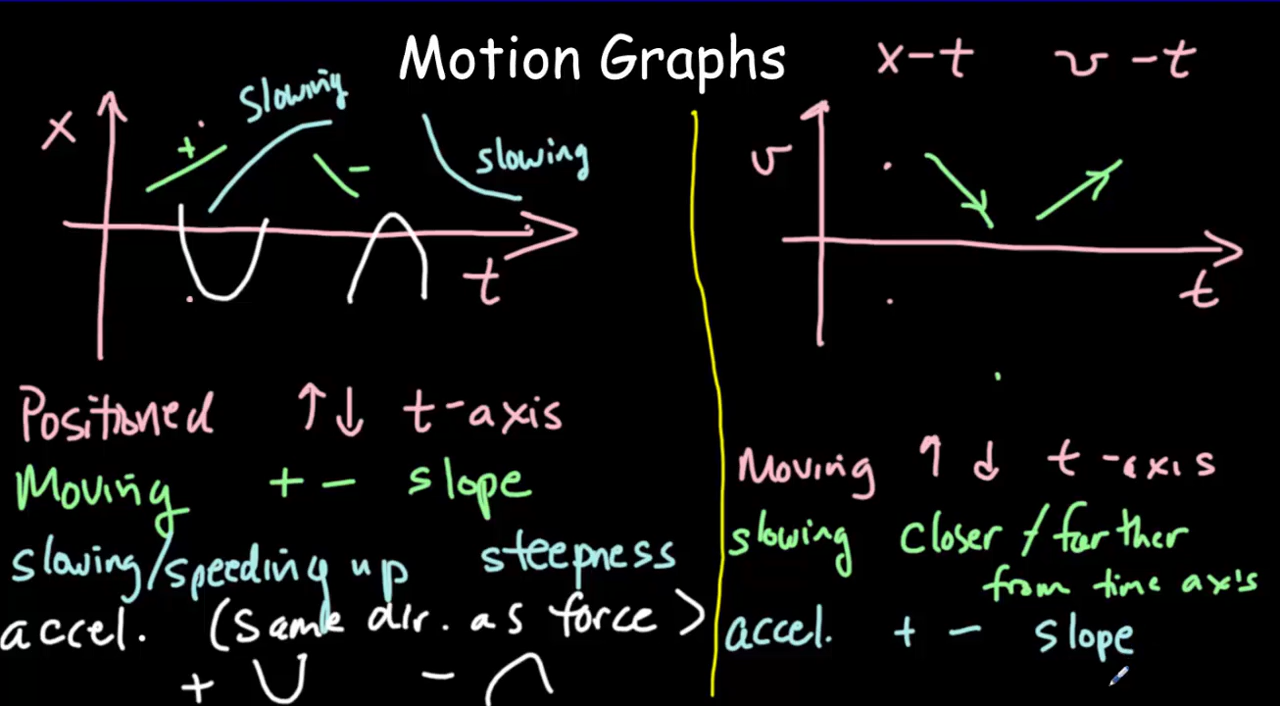 Motion Graphs
x-t v-t
x
+
slowing
-
slowing
t
Positioned ↑↓ t-axis
Moving + - slope
slowing/speeding up steepness
accel. (same dir. as force)
+ ∪ - ∩
v
t
Moving ↑ ↓ t-axis
slowing closer / farther
from time axis
accel. + - slope